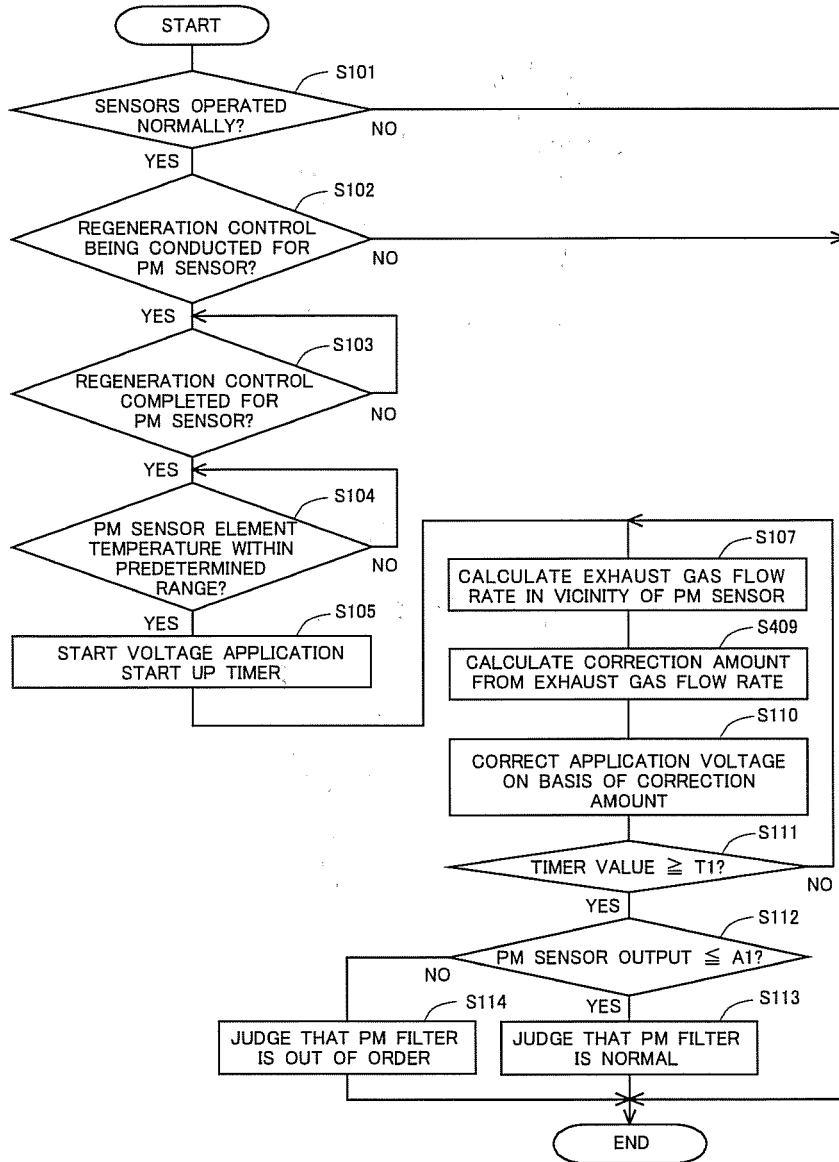 START
S101
SENSORS OPERATED
NORMALLY?
NO
YES
S102
REGENERATION CONTROL
BEING CONDUCTED FOR
PM SENSOR?
NO
YES
S103
REGENERATION CONTROL
COMPLETED FOR
PM SENSOR?
NO
YES
S104
PM SENSOR ELEMENT
TEMPERATURE WITHIN
PREDETERMINED
RANGE?
NO
YES
S105
START VOLTAGE APPLICATION
START UP TIMER
S107
CALCULATE EXHAUST GAS FLOW
RATE IN VICINITY OF PM SENSOR
S409
CALCULATE CORRECTION AMOUNT
FROM EXHAUST GAS FLOW RATE
S110
CORRECT APPLICATION VOLTAGE
ON BASIS OF CORRECTION
AMOUNT
S111
TIMER VALUE ≧ T1?
NO
YES
S112
PM SENSOR OUTPUT ≦ A1?
NO
YES
S114
JUDGE THAT PM FILTER
IS OUT OF ORDER
S113
JUDGE THAT PM FILTER
IS NORMAL
END